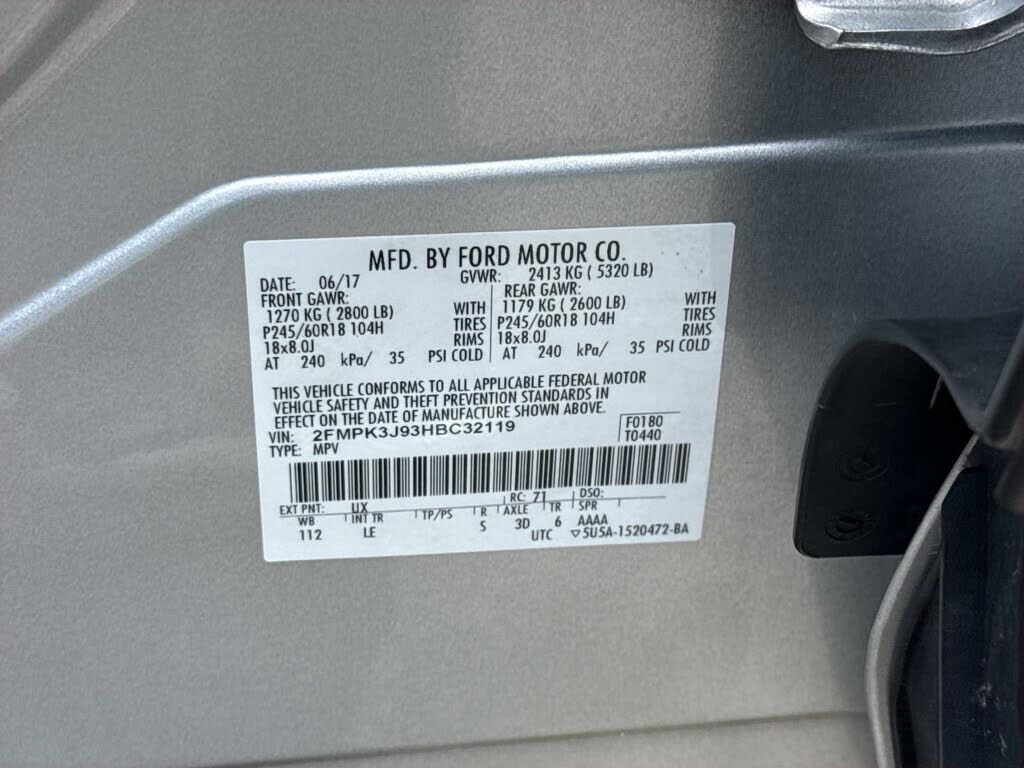 MFD. BY FORD MOTOR CO.
DATE: 06/17 GVWR: 2413 KG ( 5320 LB)
FRONT GAWR: REAR GAWR:
1270 KG ( 2800 LB) WITH 1179 KG ( 2600 LB) WITH
P245/60R18 104H TIRES P245/60R18 104H TIRES
18x8.0J RIMS 18x8.0J RIMS
AT 240 kPa/ 35 PSI COLD AT 240 kPa/ 35 PSI COLD
THIS VEHICLE CONFORMS TO ALL APPLICABLE FEDERAL MOTOR
VEHICLE SAFETY AND THEFT PREVENTION STANDARDS IN
EFFECT ON THE DATE OF MANUFACTURE SHOWN ABOVE.
VIN: 2FMPK3J93HBC32119 F0180
TYPE: MPV T0440
EXT PNT: UX RC: 71 DSO:
WB INT TR TP/PS R AXLE TR SPR
112 LE S 3D 6 AAAA
UTC ▽5U5A-1520472-BA